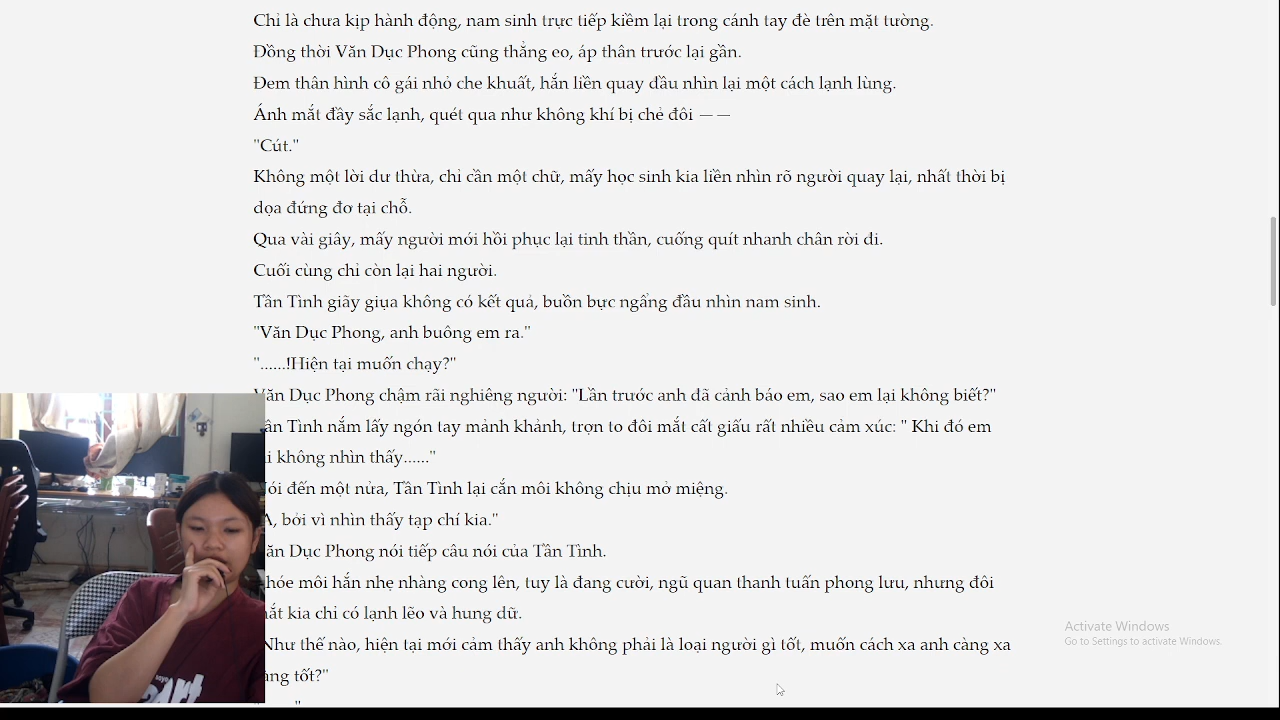 Chỉ là chưa kịp hành động, nam sinh trực tiếp kiềm lại trong cánh tay đè trên mặt tường.
Đồng thời Văn Dục Phong cũng thẳng eo, áp thân trước lại gần.
Đem thân hình cô gái nhỏ che khuất, hắn liền quay đầu nhìn lại một cách lạnh lùng.
Ánh mắt đầy sắc lạnh, quét qua như không khí bị chẻ đôi ——
"Cút."
Không một lời dư thừa, chỉ cần một chữ, mấy học sinh kia liền nhìn rõ người quay lại, nhất thời bị
dọa đứng đơ tại chỗ.
Qua vài giây, mấy người mới hồi phục lại tinh thần, cuống quít nhanh chân rời đi.
Cuối cùng chỉ còn lại hai người.
Tần Tình giãy giụa không có kết quả, buồn bực ngẩng đầu nhìn nam sinh.
"Văn Dục Phong, anh buông em ra."
"......!Hiện tại muốn chạy?"
Văn Dục Phong chậm rãi nghiêng người: "Lần trước anh đã cảnh báo em, sao em lại không biết?"
Tình nắm lấy ngón tay mảnh khảnh, trợn to đôi mắt cất giấu rất nhiều cảm xúc: " Khi đó em
không nhìn thấy......"
đến một nửa, Tần Tình lại cắn môi không chịu mở miệng.
A, bởi vì nhìn thấy tạp chí kia."
Dục Phong nói tiếp câu nói của Tần Tình.
môi hắn nhẹ nhàng cong lên, tuy là đang cười, ngũ quan thanh tuấn phong lưu, nhưng đôi
kia chỉ có lạnh lẽo và hung dữ.
Như thế nào, hiện tại mới cảm thấy anh không phải là loại người gì tốt, muốn cách xa anh càng xa
tốt?"
Activate Windows
Go to Settings to activate Windows.